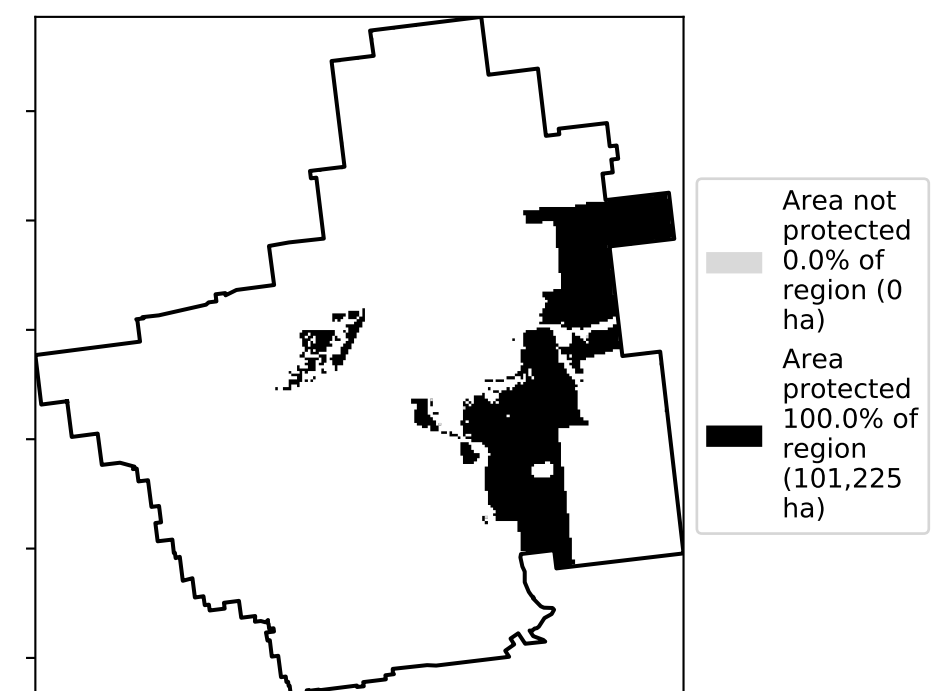 Area not
protected
0.0% of
region (0
ha)
Area
protected
100.0% of
region
(101,225
ha)